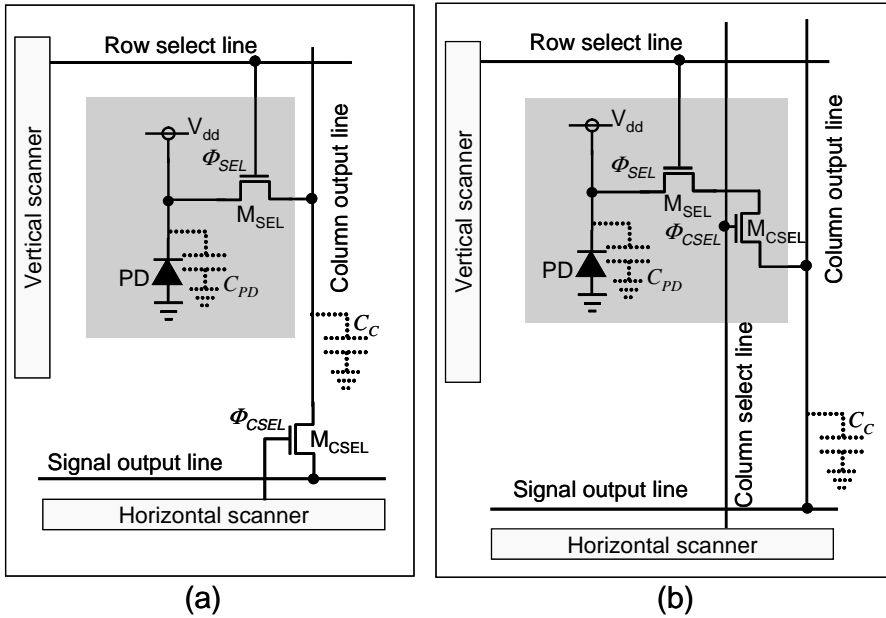 Row select line
Vertical scanner
V_dd
Φ_SEL
M_SEL
PD
C_PD
Column output line
C_C
Φ_CSEL
M_CSEL
Signal output line
Horizontal scanner
(a)
Row select line
Vertical scanner
V_dd
Φ_SEL
M_SEL
Φ_CSEL
M_CSEL
PD
C_PD
Column output line
Column select line
C_C
Signal output line
Horizontal scanner
(b)